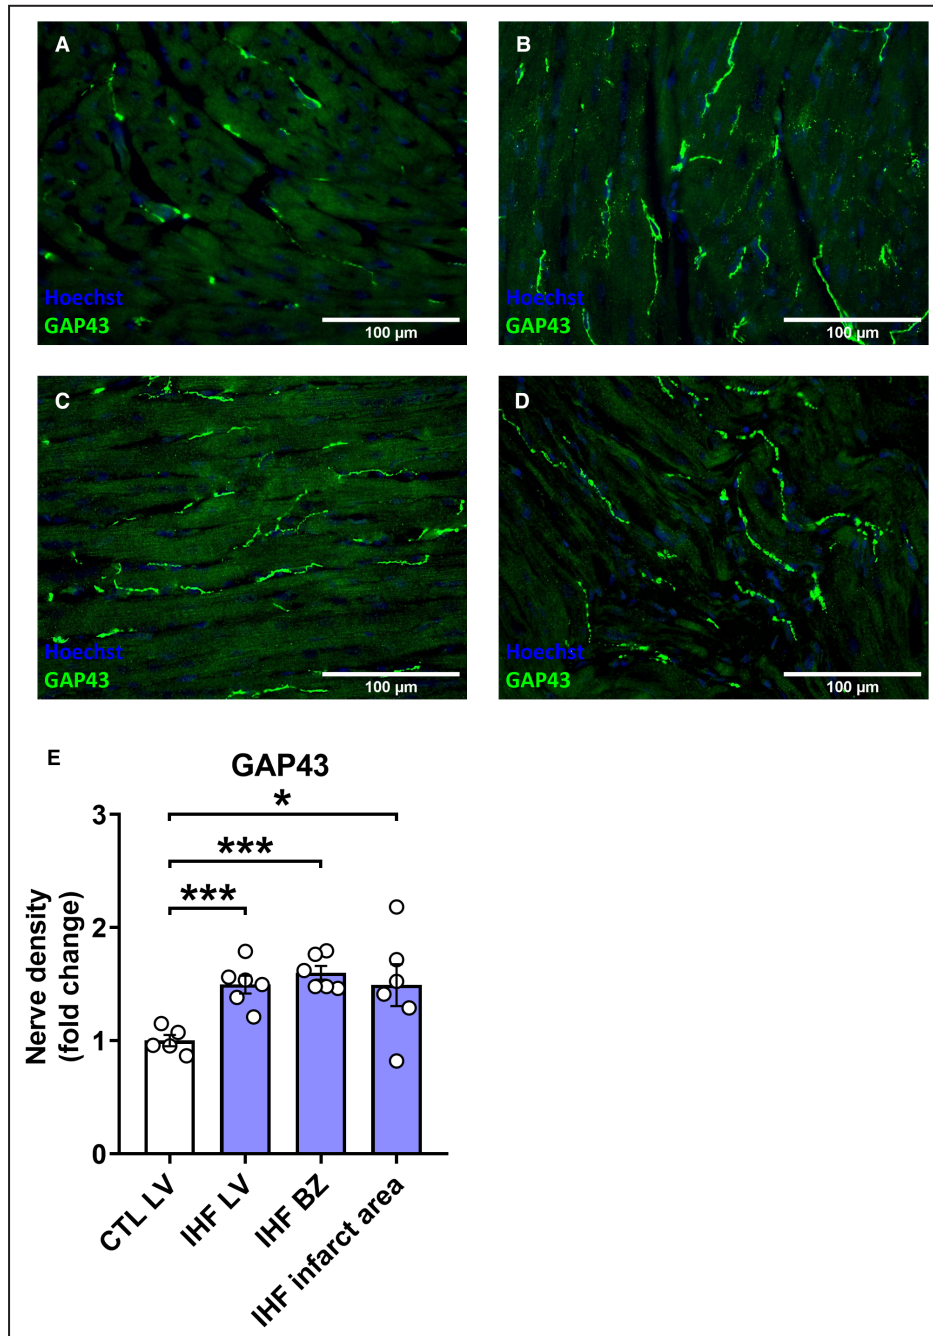 A
Hoechst
GAP43
100 µm
B
Hoechst
GAP43
100 µm
C
Hoechst
GAP43
100 µm
D
Hoechst
GAP43
100 µm
E
GAP43
*
***
***
Nerve density
(fold change)
3
2
1
0
CTL LV
IHF LV
IHF BZ
IHF infarct area